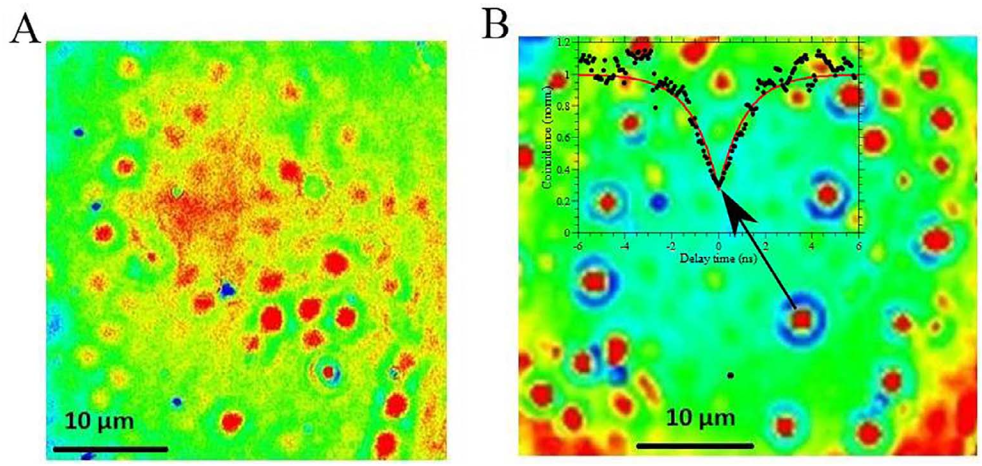 A
B
1.2
1
0.8
0.6
0.4
0.2
0
Coincidence (norm.)
-6 -4 -2 0 2 4 6
Delay time (ns)
10 μm
10 μm